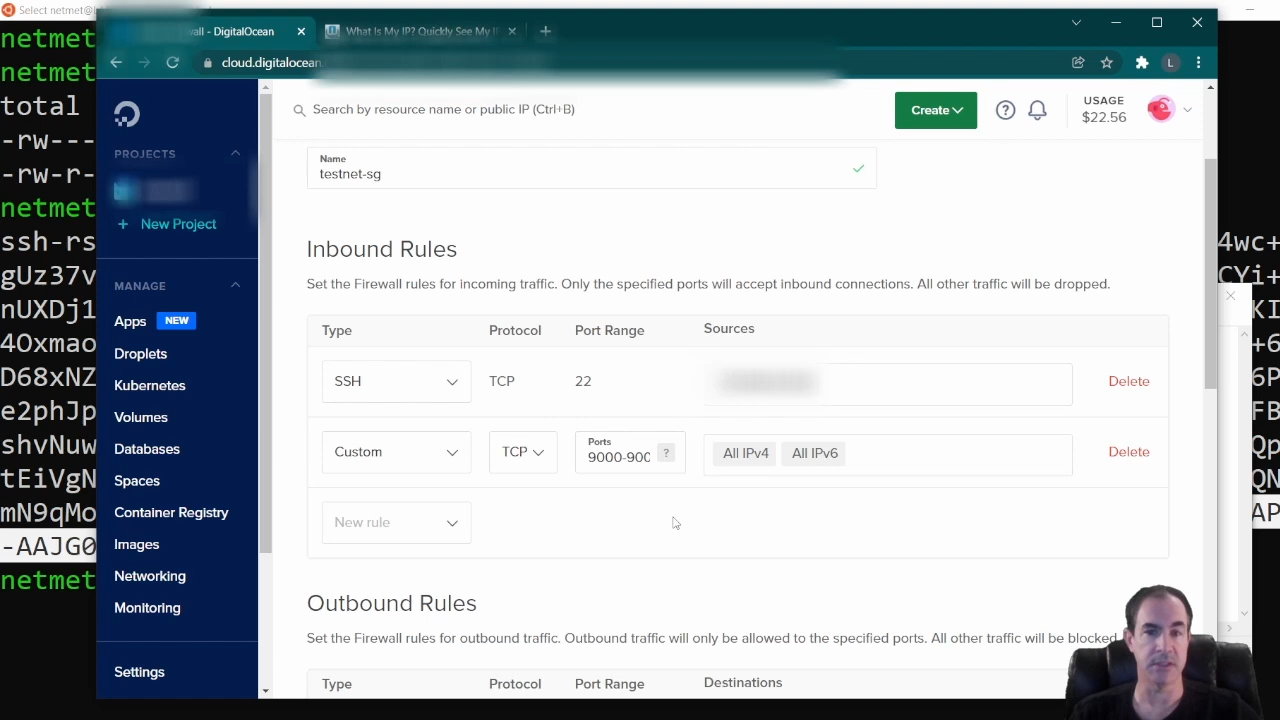 Select netmet@
wall - DigitalOcean
What Is My IP? Quickly See My I
cloud.digitalocean.
L
netmet
netmet
total
-rw---
-rw-r-
netmet
ssh-rs
gUz37v
nUXDj1
4Oxmao
D68xNZ
e2phJp
shvNuw
tEiVgN
mN9qMo
-AAJG0
netmet
4wc+
CYi+
KI
+6
6P
FB
Qp
QN
AP
PROJECTS
+ New Project
MANAGE
Apps NEW
Droplets
Kubernetes
Volumes
Databases
Spaces
Container Registry
Images
Networking
Monitoring
Settings
Search by resource name or public IP (Ctrl+B)
Create
?
USAGE
$22.56
Name
testnet-sg
Inbound Rules
Set the Firewall rules for incoming traffic. Only the specified ports will accept inbound connections. All other traffic will be dropped.
Type Protocol Port Range Sources
SSH TCP 22 Delete
Custom TCP Ports 9000-900 ? All IPv4 All IPv6 Delete
New rule
Outbound Rules
Set the Firewall rules for outbound traffic. Outbound traffic will only be allowed to the specified ports. All other traffic will be blocked
Type Protocol Port Range Destinations